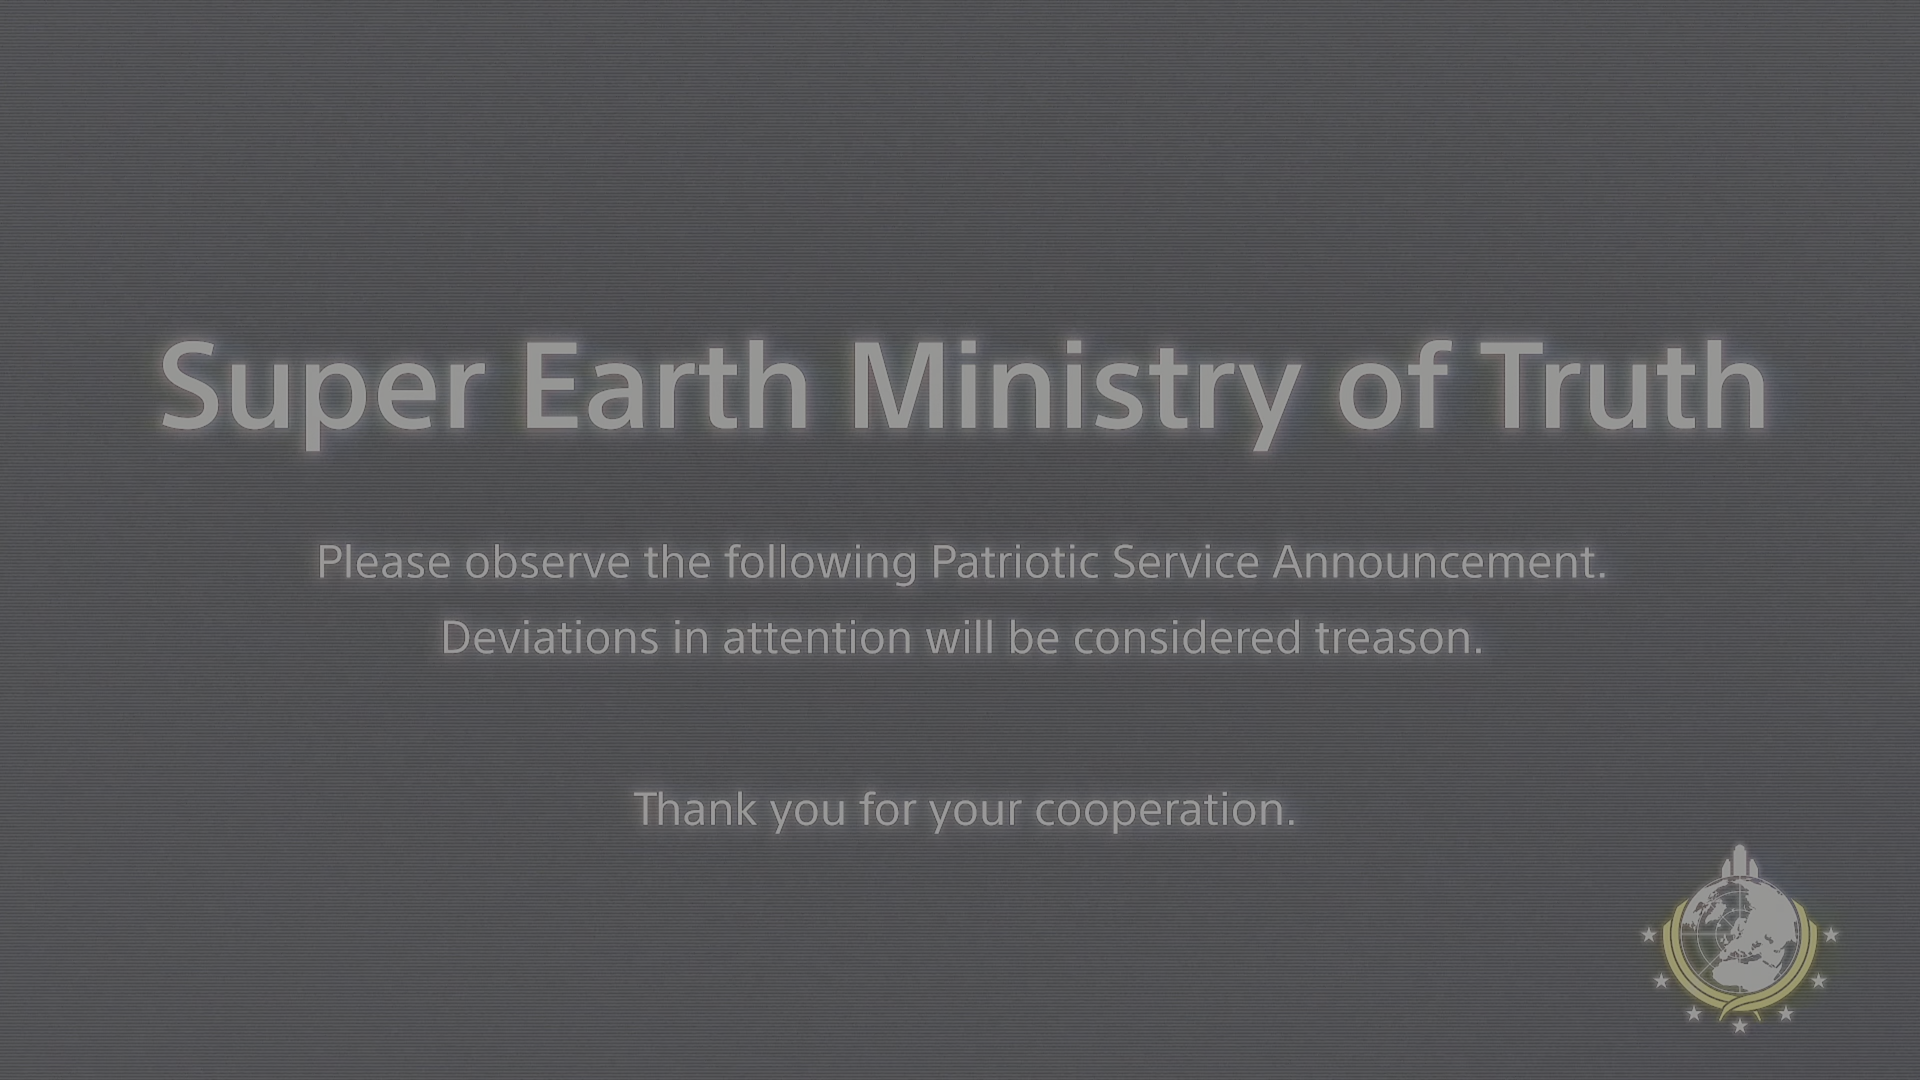 Super Earth Ministry of Truth
Please observe the following Patriotic Service Announcement.
Deviations in attention will be considered treason.
Thank you for your cooperation.